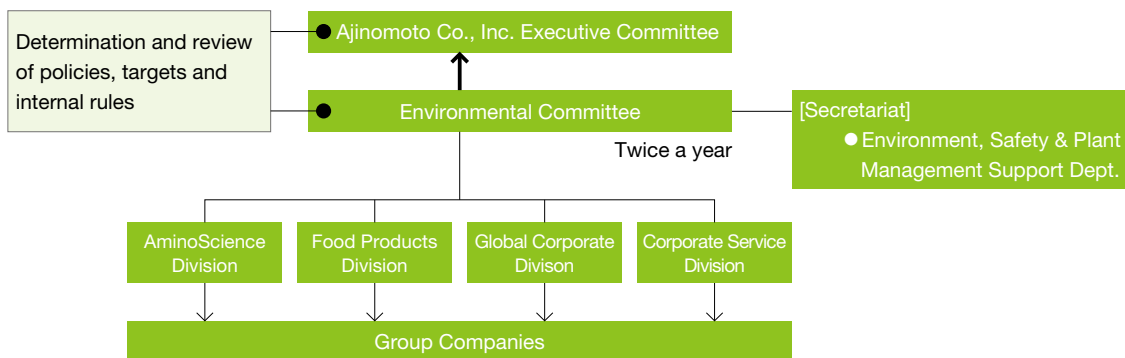 Determination and review
of policies, targets and
internal rules
Ajinomoto Co., Inc. Executive Committee
Environmental Committee
Twice a year
[Secretariat]
Environment, Safety & Plant
Management Support Dept.
AminoScience
Division
Food Products
Division
Global Corporate
Divison
Corporate Service
Division
Group Companies